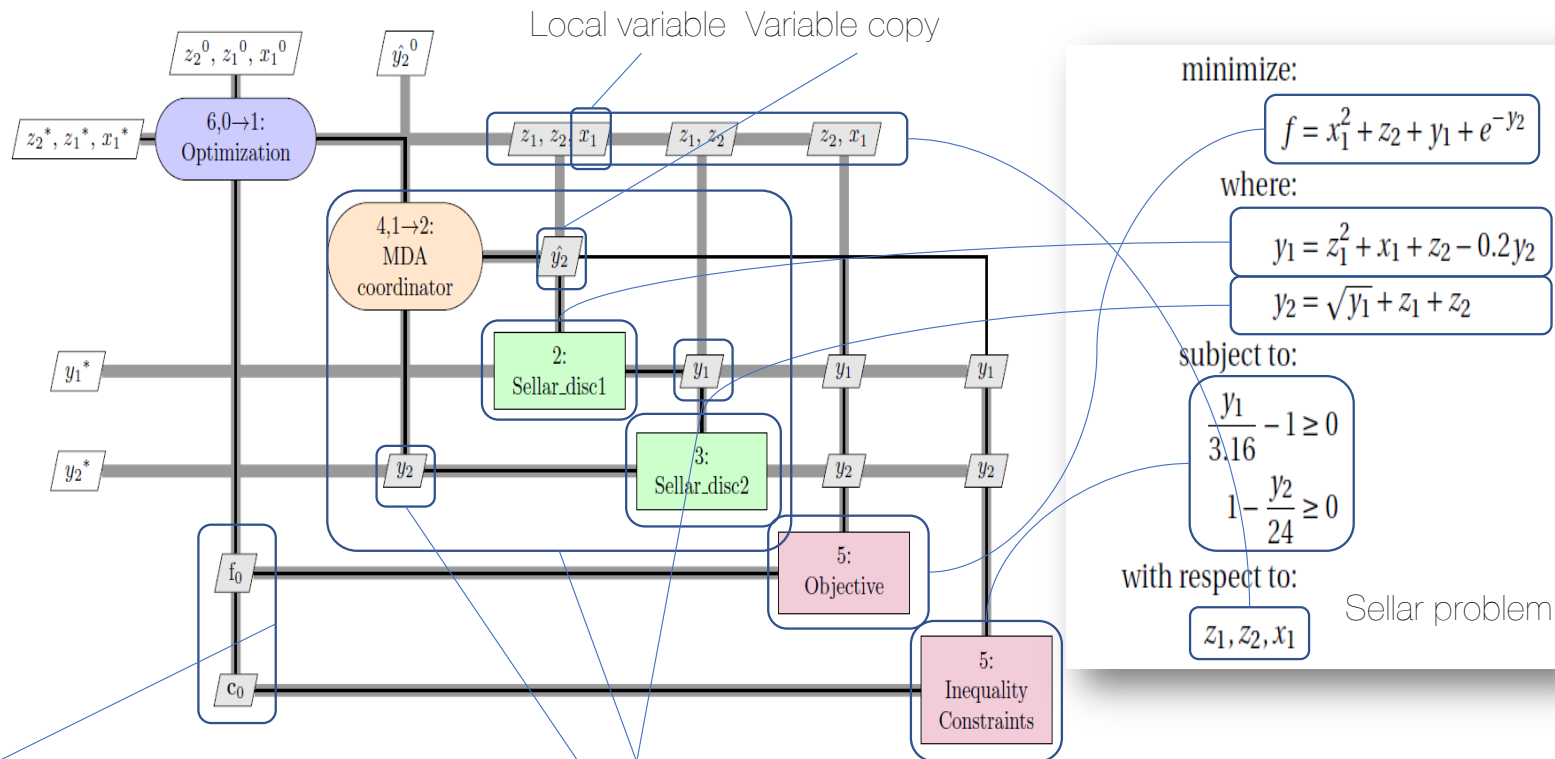 Local variable Variable copy
z₂⁰, z₁⁰, x₁⁰
ŷ₂⁰
z₂*, z₁*, x₁*
6,0→1:
Optimization
z₁, z₂, x₁
z₁, z₂
z₂, x₁
4,1→2:
MDA
coordinator
ŷ₂
y₁*
2:
Sellar_disc1
y₁
y₁
y₁
y₂*
y₂
3:
Sellar_disc2
y₂
y₂
f₀
5:
Objective
c₀
5:
Inequality
Constraints
minimize:
f = x₁² + z₂ + y₁ + e^{-y₂}
where:
y₁ = z₁² + x₁ + z₂ − 0.2y₂
y₂ = √y₁ + z₁ + z₂
subject to:
y₁/3.16 − 1 ≥ 0
1 − y₂/24 ≥ 0
with respect to:
z₁, z₂, x₁
Sellar problem